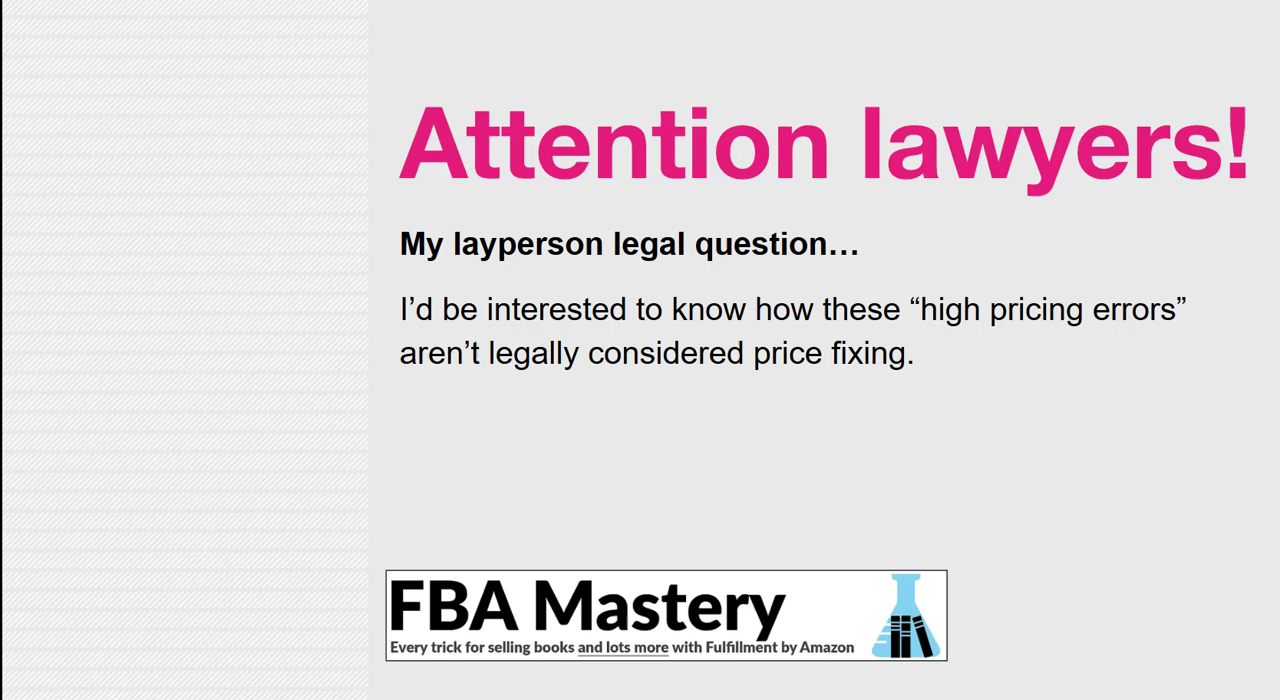 Attention lawyers!
My layperson legal question…
I’d be interested to know how these “high pricing errors”
aren’t legally considered price fixing.
FBA Mastery
Every trick for selling books and lots more with Fulfillment by Amazon